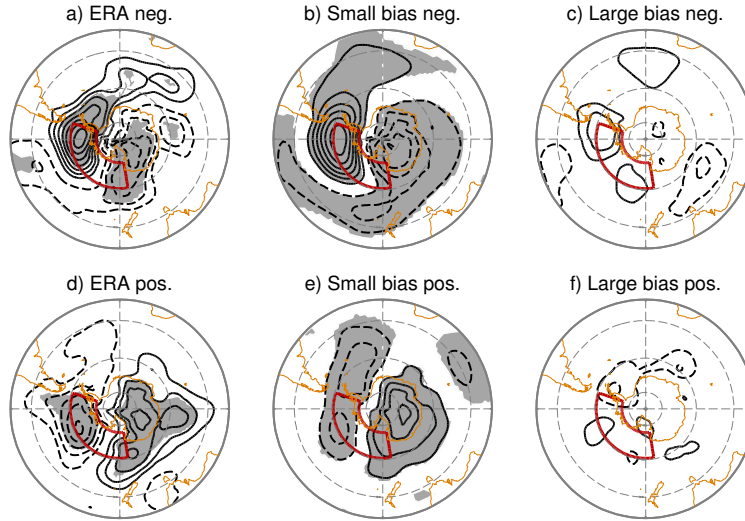 a) ERA neg.
b) Small bias neg.
c) Large bias neg.
d) ERA pos.
e) Small bias pos.
f) Large bias pos.